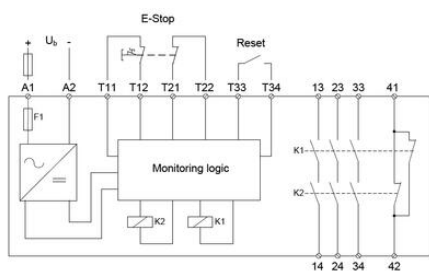 E-Stop
+ Ub - Reset
A1 A2 T11 T12 T21 T22 T33 T34 13 23 33 41
F1
K1
Monitoring logic
K2
K2 K1
14 24 34 42